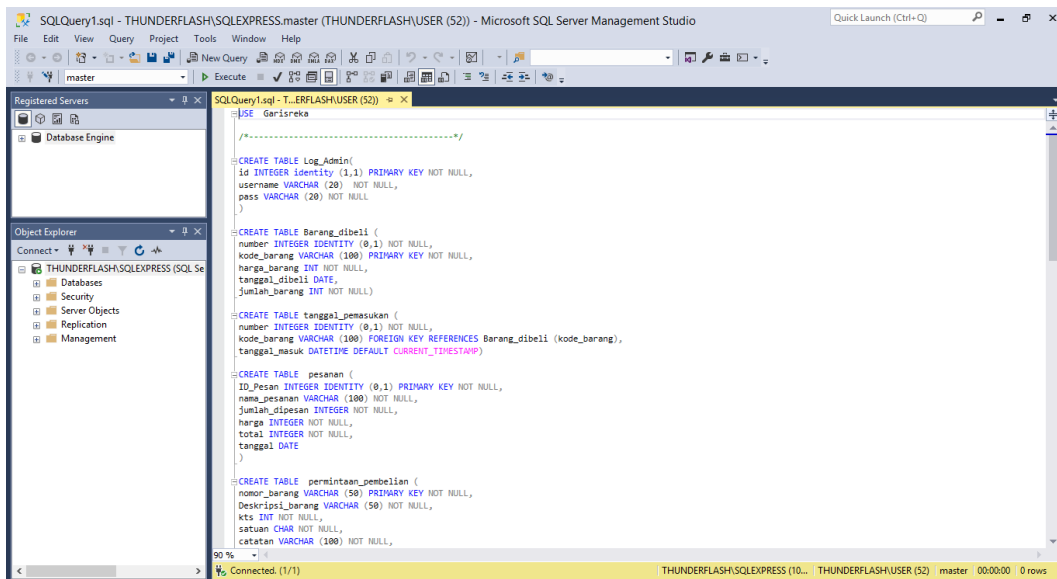 SQLQuery1.sql - THUNDERFLASH\SQLEXPRESS.master (THUNDERFLASH\USER (52)) - Microsoft SQL Server Management Studio
Quick Launch (Ctrl+Q)
File Edit View Query Project Tools Window Help
New Query
master
Execute
Registered Servers
Database Engine
Object Explorer
Connect
THUNDERFLASH\SQLEXPRESS (SQL Se
Databases
Security
Server Objects
Replication
Management
SQLQuery1.sql - T...ERFLASH\USER (52))
USE Garisreka
/*-----------------------------------------*/
CREATE TABLE Log_Admin(
id INTEGER identity (1,1) PRIMARY KEY NOT NULL,
username VARCHAR (20) NOT NULL,
pass VARCHAR (20) NOT NULL
)
CREATE TABLE Barang_dibeli (
number INTEGER IDENTITY (0,1) NOT NULL,
kode_barang VARCHAR (100) PRIMARY KEY NOT NULL,
harga_barang INT NOT NULL,
tanggal_dibeli DATE,
jumlah_barang INT NOT NULL)
CREATE TABLE tanggal_pemasukan (
number INTEGER IDENTITY (0,1) NOT NULL,
kode_barang VARCHAR (100) FOREIGN KEY REFERENCES Barang_dibeli (kode_barang),
tanggal_masuk DATETIME DEFAULT CURRENT_TIMESTAMP)
CREATE TABLE pesanan (
ID_Pesan INTEGER IDENTITY (0,1) PRIMARY KEY NOT NULL,
nama_pesanan VARCHAR (100) NOT NULL,
jumlah_dipesan INTEGER NOT NULL,
harga INTEGER NOT NULL,
total INTEGER NOT NULL,
tanggal DATE
)
CREATE TABLE permintaan_pembelian (
nomor_barang VARCHAR (50) PRIMARY KEY NOT NULL,
Deskripsi_barang VARCHAR (50) NOT NULL,
kts INT NOT NULL,
satuan CHAR NOT NULL,
catatan VARCHAR (100) NOT NULL,
90 %
Connected. (1/1)
THUNDERFLASH\SQLEXPRESS (10... THUNDERFLASH\USER (52) master 00:00:00 0 rows